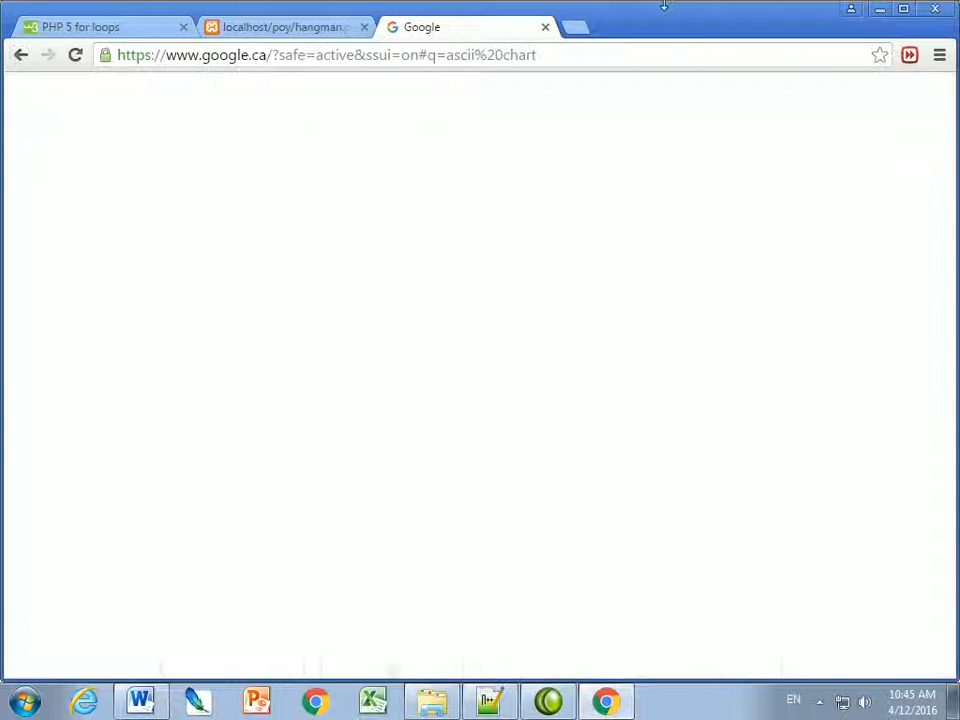 PHP 5 for loops
localhost/poy/hangman.
Google
https://www.google.ca/?safe=active&ssui=on#q=ascii%20chart
EN
10:45 AM
4/12/2016